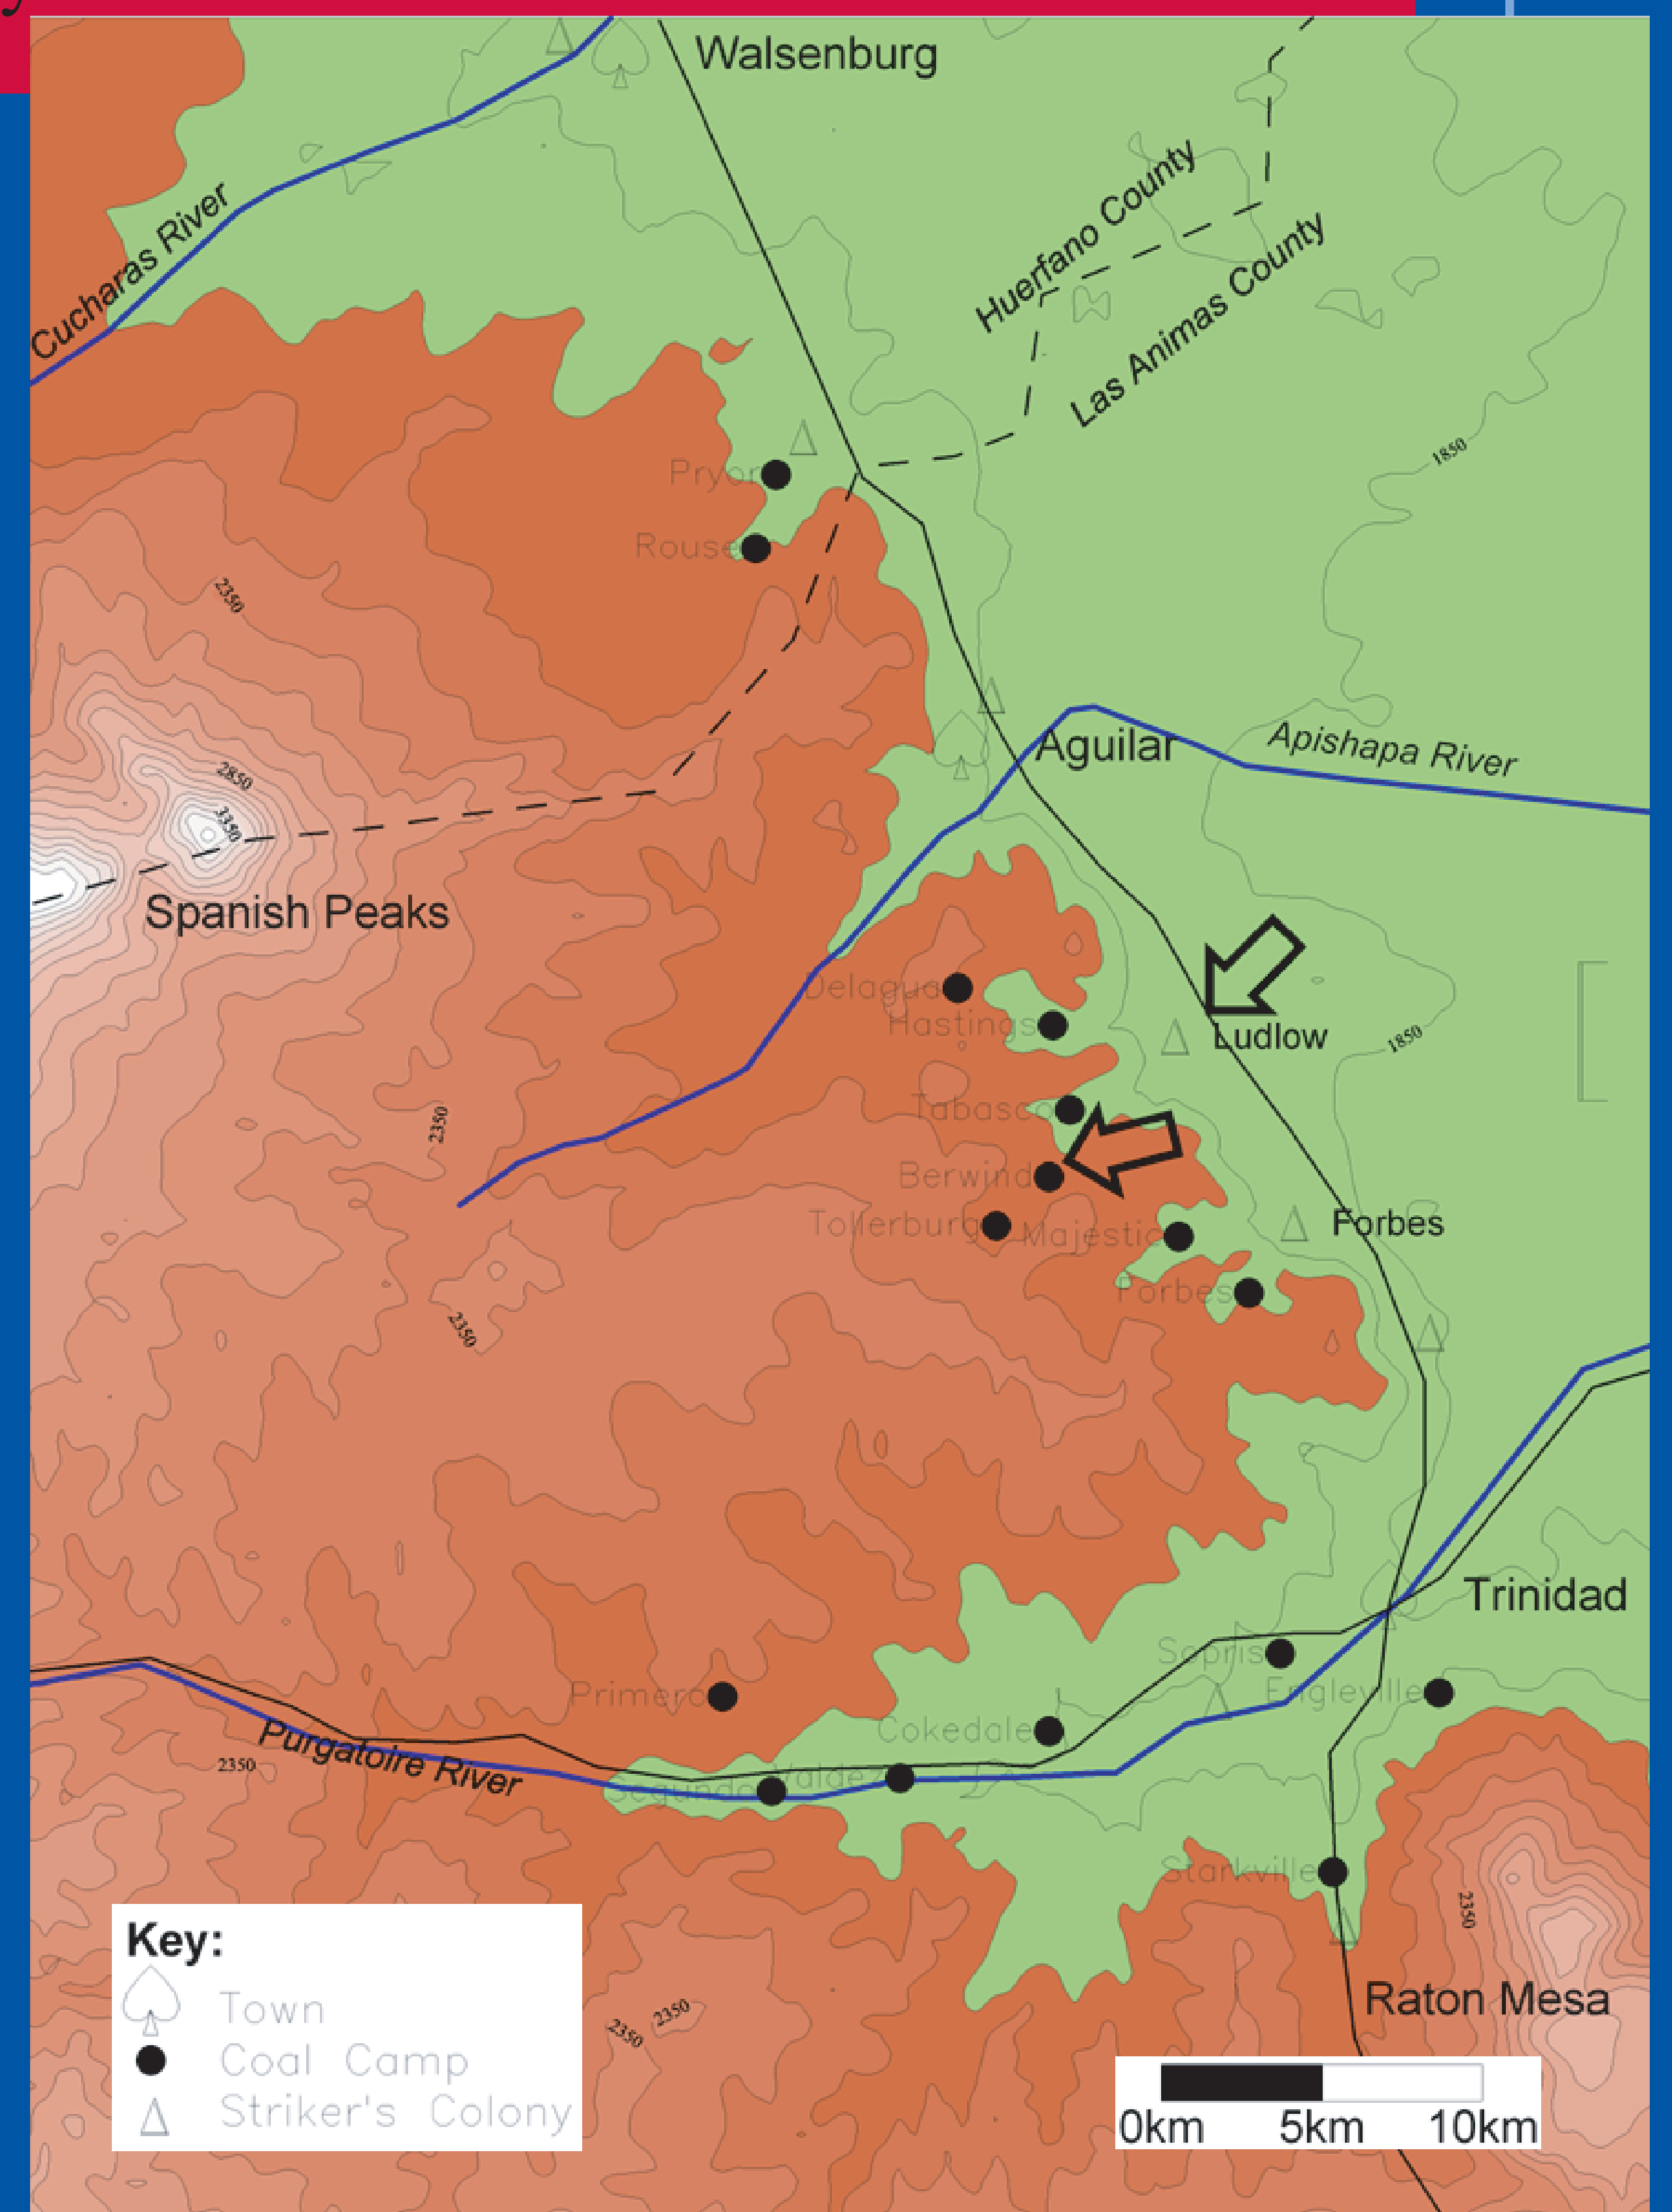 Walsenburg
Huerfano County
Las Animas County
Cucharas River
1850
Pryor
Rouse
2350
Aguilar
Apishapa River
2850
3350
Spanish Peaks
Delagua
Hastings
Ludlow
1850
Tabasco
2350
Berwind
Tollerburg
Majestic
Forbes
Forbes
2350
Trinidad
Sopris
Engleville
Primero
Cokedale
Purgatoire River
2350
Segundo
Valdez
Starkville
2350
Raton Mesa
Key:
Town
Coal Camp
Striker's Colony
2350
2350
0km 5km 10km